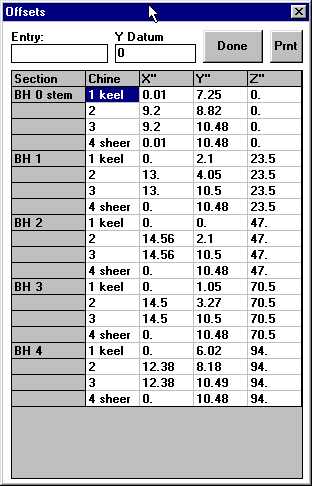 Offsets
Entry: Y Datum
0 Done Prnt
Section Chine X" Y" Z"
BH 0 stem 1 keel 0.01 7.25 0.
2 9.2 8.82 0.
3 9.2 10.48 0.
4 sheer 0.01 10.48 0.
BH 1 1 keel 0. 2.1 23.5
2 13. 4.05 23.5
3 13. 10.5 23.5
4 sheer 0. 10.48 23.5
BH 2 1 keel 0. 0. 47.
2 14.56 2.1 47.
3 14.56 10.5 47.
4 sheer 0. 10.48 47.
BH 3 1 keel 0. 1.05 70.5
2 14.5 3.27 70.5
3 14.5 10.5 70.5
4 sheer 0. 10.48 70.5
BH 4 1 keel 0. 6.02 94.
2 12.38 8.18 94.
3 12.38 10.49 94.
4 sheer 0. 10.48 94.